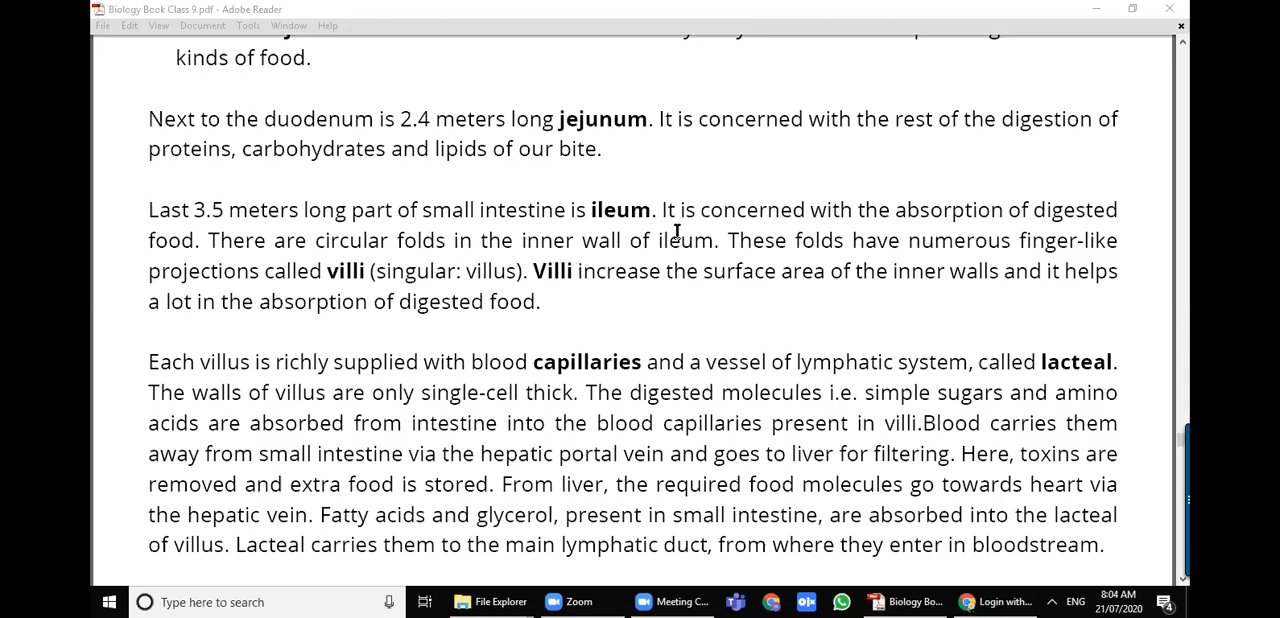 Biology Book Class 9.pdf - Adobe Reader
File Edit View Document Tools Window Help
kinds of food.
Next to the duodenum is 2.4 meters long jejunum. It is concerned with the rest of the digestion of
proteins, carbohydrates and lipids of our bite.
Last 3.5 meters long part of small intestine is ileum. It is concerned with the absorption of digested
food. There are circular folds in the inner wall of ileum. These folds have numerous finger-like
projections called villi (singular: villus). Villi increase the surface area of the inner walls and it helps
a lot in the absorption of digested food.
Each villus is richly supplied with blood capillaries and a vessel of lymphatic system, called lacteal.
The walls of villus are only single-cell thick. The digested molecules i.e. simple sugars and amino
acids are absorbed from intestine into the blood capillaries present in villi.Blood carries them
away from small intestine via the hepatic portal vein and goes to liver for filtering. Here, toxins are
removed and extra food is stored. From liver, the required food molecules go towards heart via
the hepatic vein. Fatty acids and glycerol, present in small intestine, are absorbed into the lacteal
of villus. Lacteal carries them to the main lymphatic duct, from where they enter in bloodstream.
Type here to search File Explorer Zoom Meeting C... Biology Bo... Login with... ENG 8:04 AM
21/07/2020 4